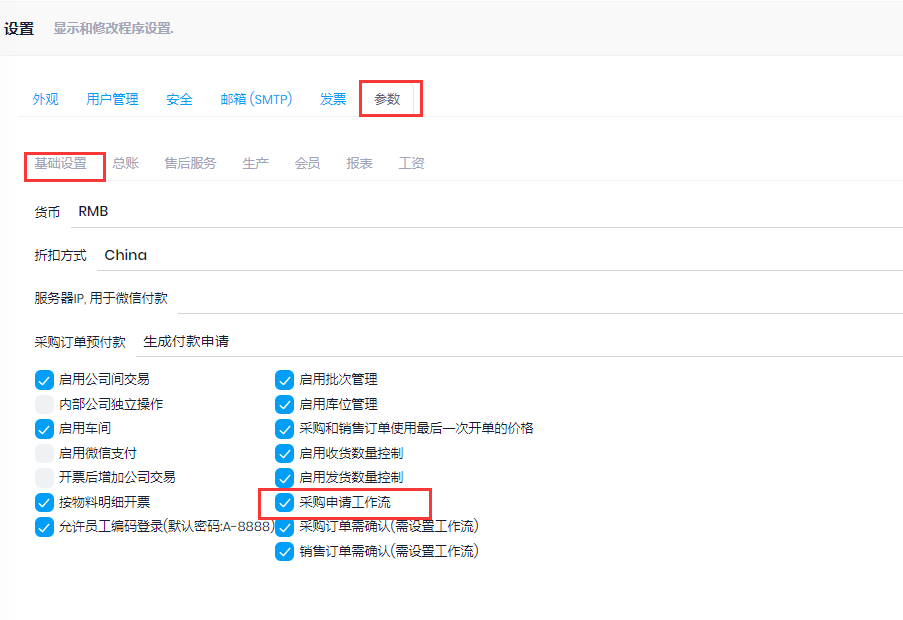 设置 显示和修改程序设置.
外观 用户管理 安全 邮箱 (SMTP) 发票 参数
基础设置 总账 售后服务 生产 会员 报表 工资
货币 RMB
折扣方式 China
服务器IP, 用于微信付款
采购订单预付款 生成付款申请
启用公司间交易 启用批次管理
内部公司独立操作 启用库位管理
启用车间 采购和销售订单使用最后一次开单的价格
启用微信支付 启用收货数量控制
开票后增加公司交易 启用发货数量控制
按物料明细开票 采购申请工作流
允许员工编码登录(默认密码:A-8888) 采购订单需确认(需设置工作流)
销售订单需确认(需设置工作流)